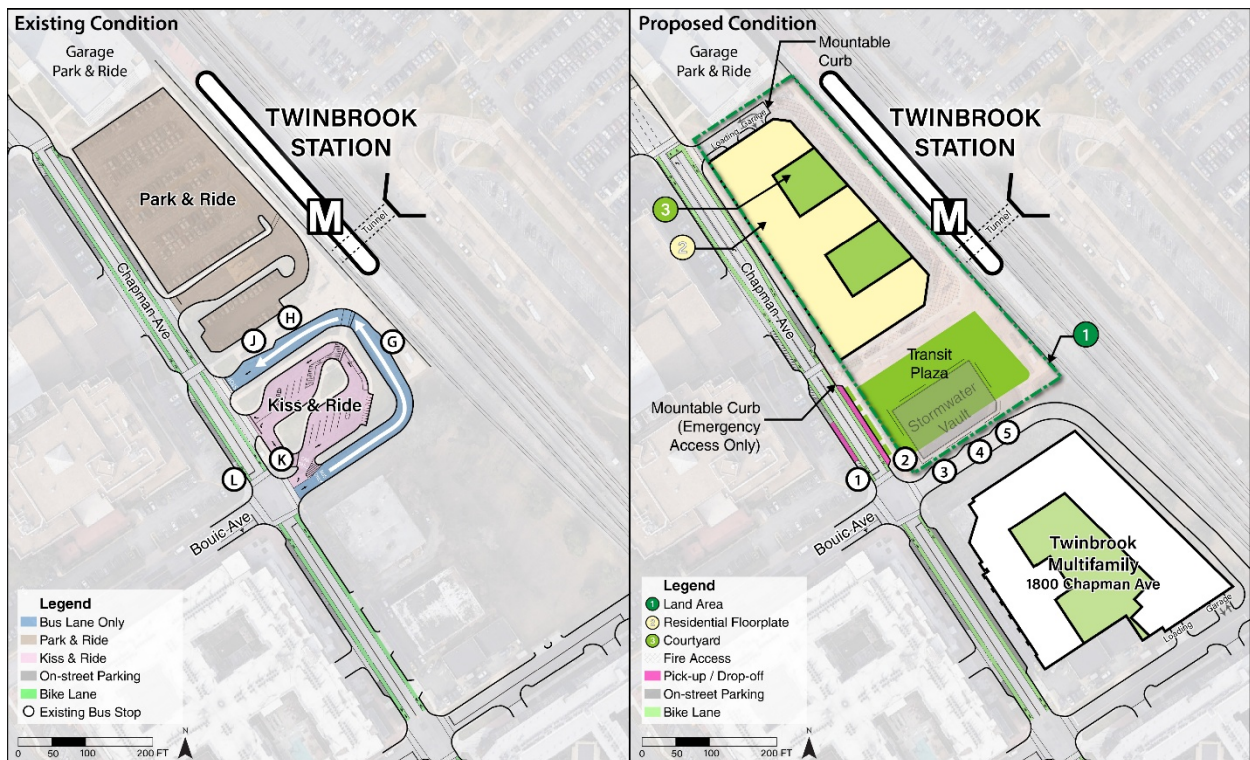 Existing Condition
Garage
Park & Ride
TWINBROOK
STATION
Park & Ride
M
Tunnel
Chapman Ave
H
J
G
Kiss & Ride
K
L
Bouic Ave
Legend
Bus Lane Only
Park & Ride
Kiss & Ride
On-street Parking
Bike Lane
Existing Bus Stop
0 50 100 200 FT
N
Proposed Condition
Garage
Park & Ride
Mountable
Curb
Loading
Garage
TWINBROOK
STATION
3
M
Tunnel
2
Chapman Ave
1
Transit
Plaza
Mountable Curb
(Emergency
Access Only)
Stormwater
Vault
5
2
4
3
1
Bouic Ave
Twinbrook
Multifamily
1800 Chapman Ave
Garage
Loading
Legend
1 Land Area
2 Residential Floorplate
3 Courtyard
Fire Access
Pick-up / Drop-off
On-street Parking
Bike Lane
0 50 100 200 FT
N